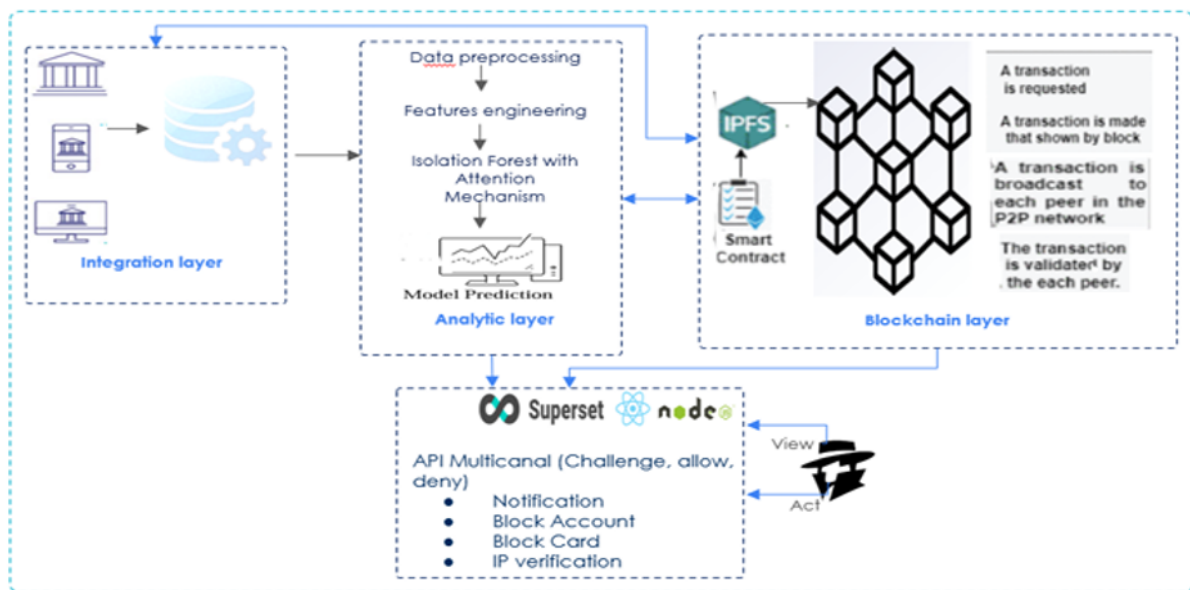 Data preprocessing
Features engineering
Isolation Forest with
Attention
Mechanism
Model Prediction
Analytic layer
Integration layer
IPFS
Smart
Contract
A transaction
is requested
A transaction is made
that shown by block
A transaction is
broadcast to
each peer in the
P2P network
The transaction
is validated by
the each peer.
Blockchain layer
Superset
node
JS
API Multicanal (Challenge, allow,
deny)
● Notification
● Block Account
● Block Card
● IP verification
View
Act